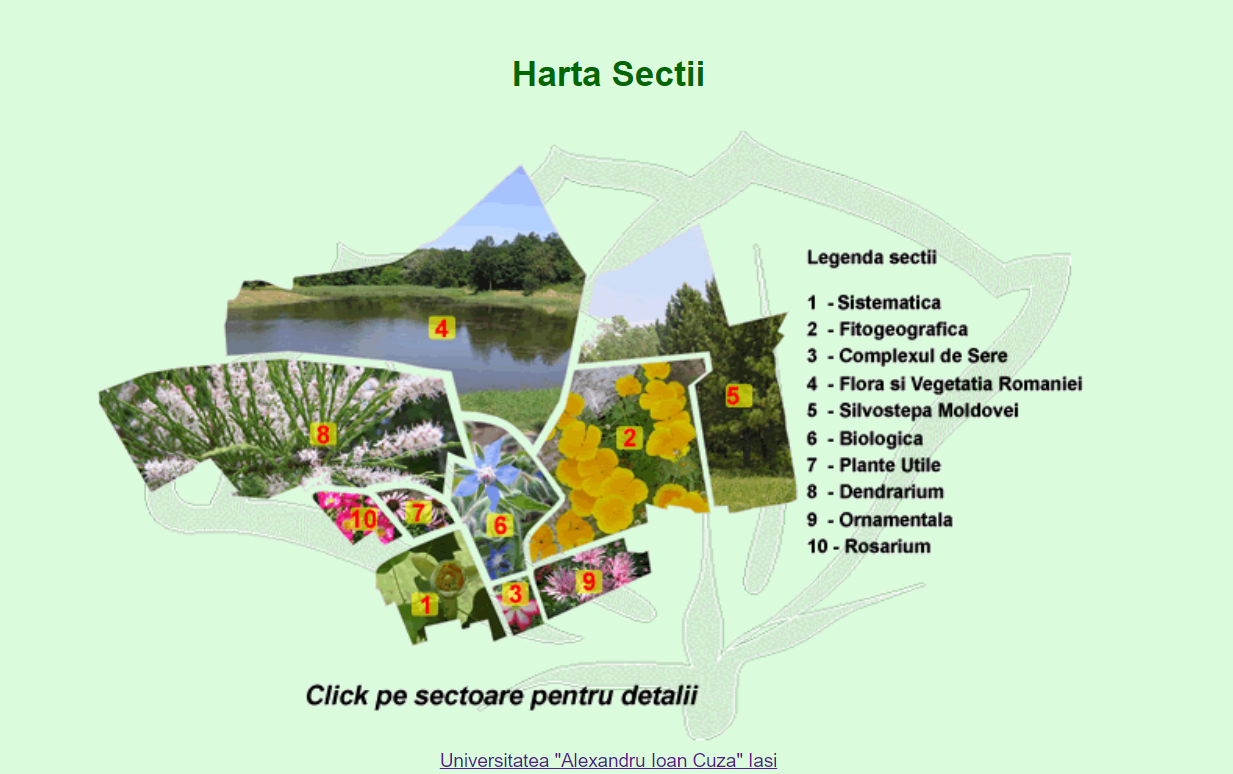 Harta Sectii
Legenda sectii
1 - Sistematica
2 - Fitogeografica
3 - Complexul de Sere
4 - Flora si Vegetatia Romaniei
5 - Silvostepa Moldovei
6 - Biologica
7 - Plante Utile
8 - Dendrarium
9 - Ornamentala
10 - Rosarium
4
5
8
2
10
7
6
9
3
1
Click pe sectoare pentru detalii
Universitatea "Alexandru Ioan Cuza" Iasi